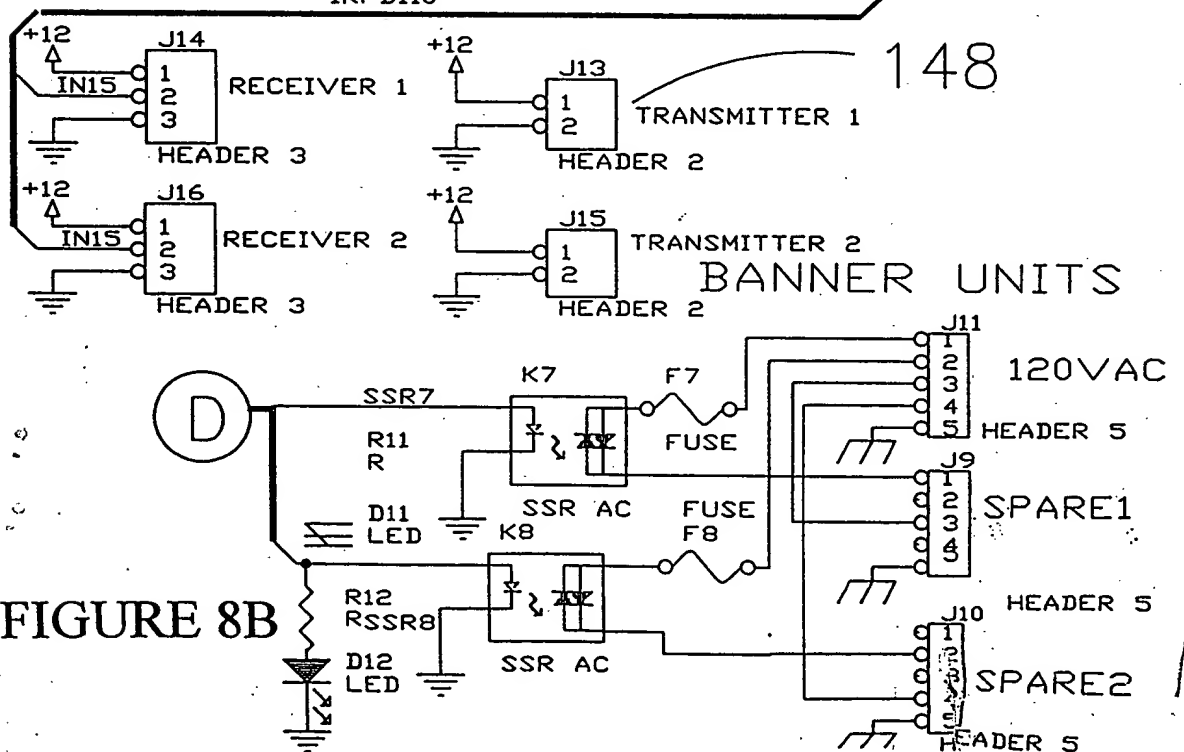 +12
J14
1
IN15
2
3
RECEIVER 1
HEADER 3
+12
J13
1
2
TRANSMITTER 1
HEADER 2
148
+12
J16
1
IN15
2
3
RECEIVER 2
HEADER 3
+12
J15
1
2
TRANSMITTER 2
HEADER 2
BANNER UNITS
D
SSR7
R11
R
K7
SSR AC
F7
FUSE
J11
1
2
3
4
5
120VAC
HEADER 5
J9
1
2
3
4
5
SPARE1
HEADER 5
D11
LED
K8
SSR AC
FUSE
F8
R12
RSSR8
D12
LED
J10
1
2
3
SPARE2
HEADER 5
FIGURE 8B